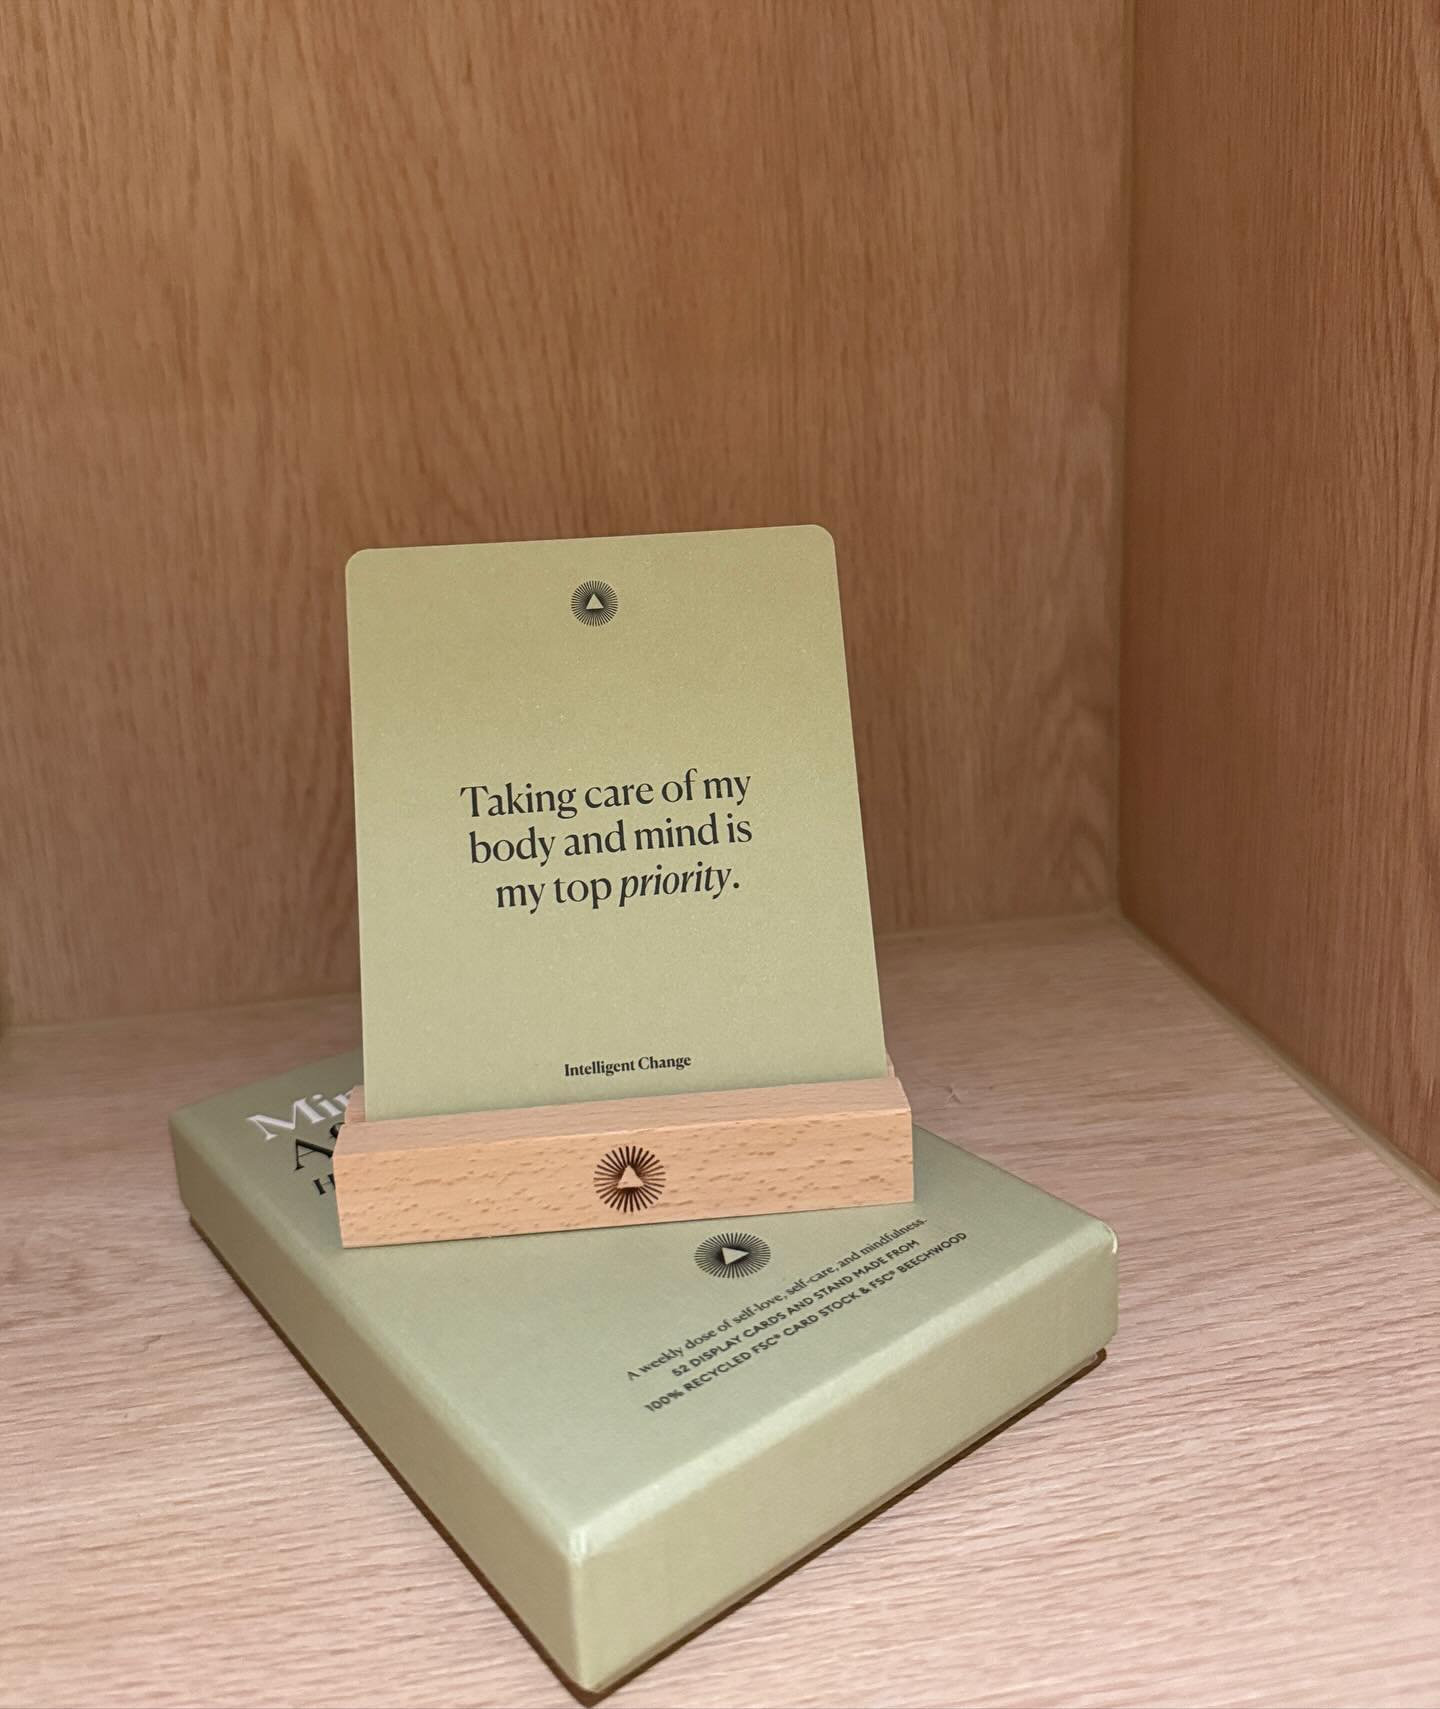 Taking care of my
body and mind is
my top priority.
Intelligent Change
A weekly dose of self-love, self-care, and mindfulness.
52 DISPLAY CARDS AND STAND MADE FROM
100% RECYCLED FSC® CARD STOCK & FSC® BEECHWOOD